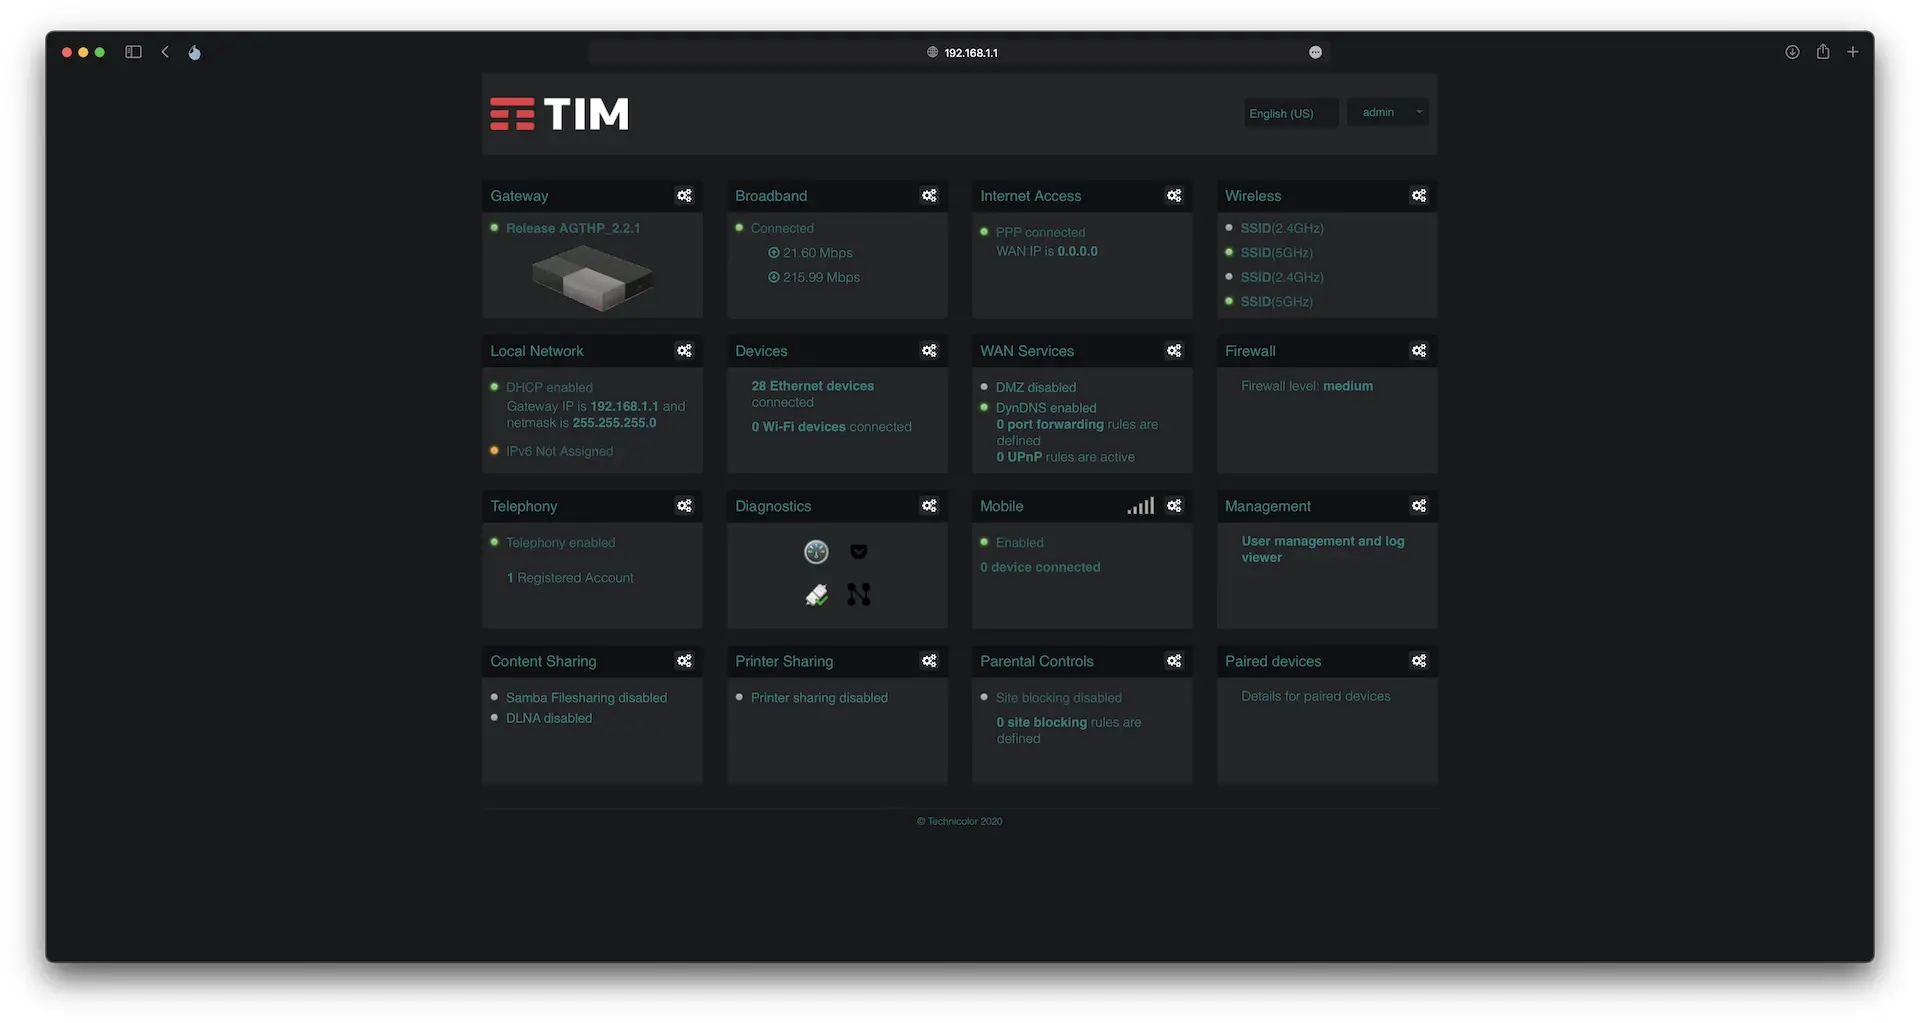 192.168.1.1
TIM
English (US)
admin
Gateway
Release AGTHP_2.2.1
Broadband
Connected
21.60 Mbps
215.99 Mbps
Internet Access
PPP connected
WAN IP is 0.0.0.0
Wireless
SSID(2.4GHz)
SSID(5GHz)
SSID(2.4GHz)
SSID(5GHz)
Local Network
DHCP enabled
Gateway IP is 192.168.1.1 and
netmask is 255.255.255.0
IPv6 Not Assigned
Devices
28 Ethernet devices
connected
0 Wi-Fi devices connected
WAN Services
DMZ disabled
DynDNS enabled
0 port forwarding rules are
defined
0 UPnP rules are active
Firewall
Firewall level: medium
Telephony
Telephony enabled
1 Registered Account
Diagnostics
Mobile
Enabled
0 device connected
Management
User management and log
viewer
Content Sharing
Samba Filesharing disabled
DLNA disabled
Printer Sharing
Printer sharing disabled
Parental Controls
Site blocking disabled
0 site blocking rules are
defined
Paired devices
Details for paired devices
© Technicolor 2020